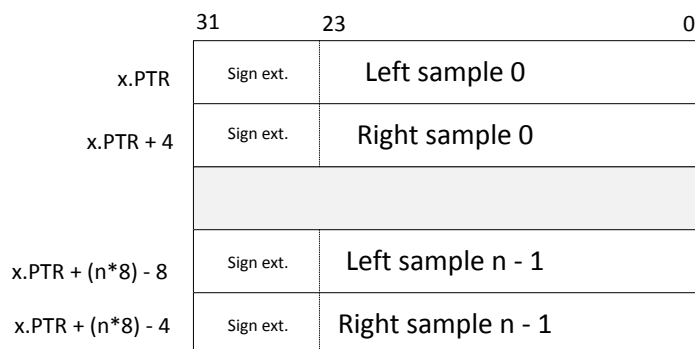 31 23 0
x.PTR Sign ext. Left sample 0
x.PTR + 4 Sign ext. Right sample 0
x.PTR + (n*8) - 8 Sign ext. Left sample n - 1
x.PTR + (n*8) - 4 Sign ext. Right sample n - 1